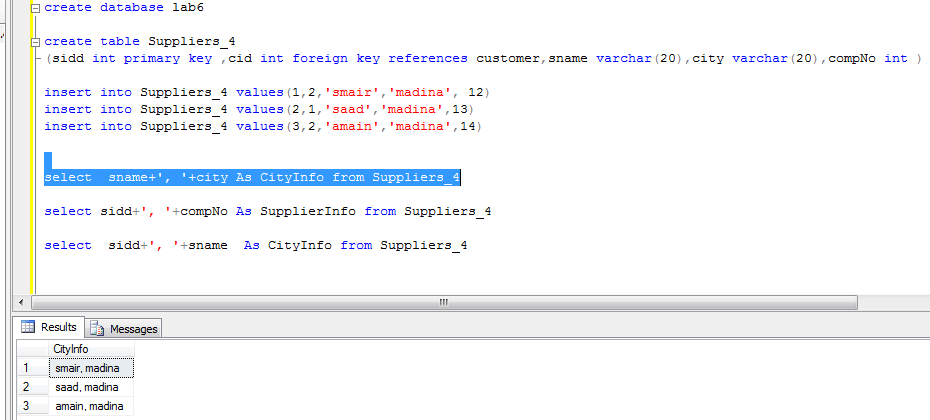 create database lab6
create table Suppliers_4
(sidd int primary key ,cid int foreign key references customer,sname varchar(20),city varchar(20),compNo int )
insert into Suppliers_4 values(1,2,'smair','madina', 12)
insert into Suppliers_4 values(2,1,'saad','madina',13)
insert into Suppliers_4 values(3,2,'amain','madina',14)
select  sname+', '+city As CityInfo from Suppliers_4
select sidd+', '+compNo As SupplierInfo from Suppliers_4
select  sidd+', '+sname  As CityInfo from Suppliers_4
Results Messages
CityInfo
1 smair, madina
2 saad, madina
3 amain, madina